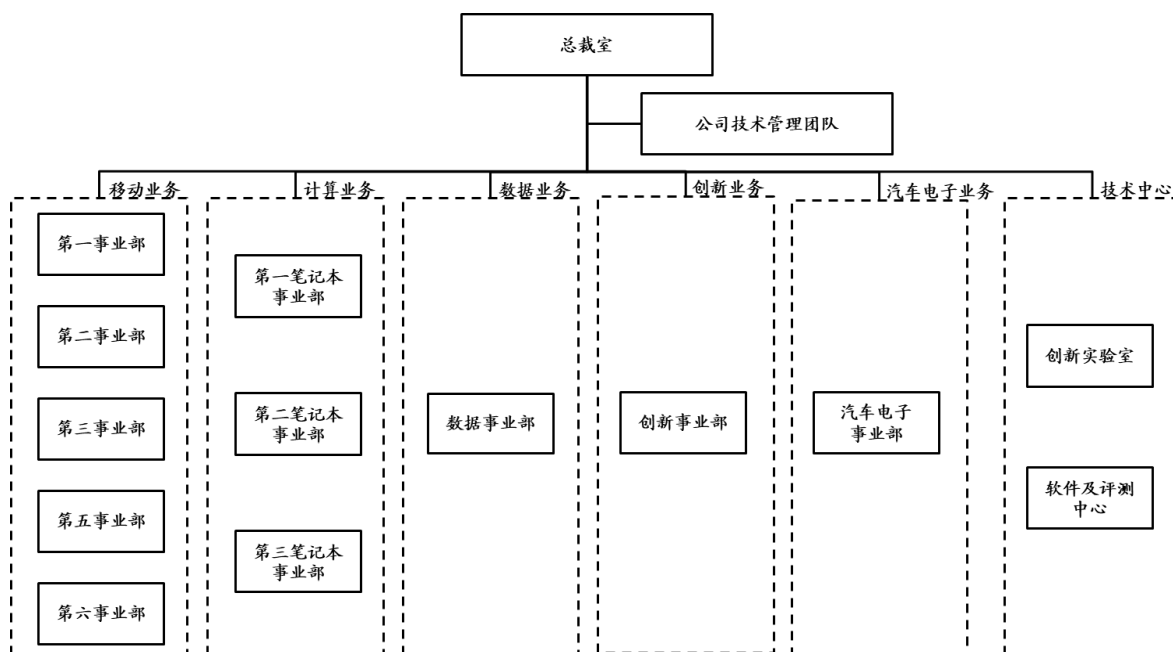 总裁室
公司技术管理团队
移动业务
计算业务
数据业务
创新业务
汽车电子业务
技术中心
第一事业部
第二事业部
第三事业部
第五事业部
第六事业部
第一笔记本
事业部
第二笔记本
事业部
第三笔记本
事业部
数据事业部
创新事业部
汽车电子
事业部
创新实验室
软件及评测
中心